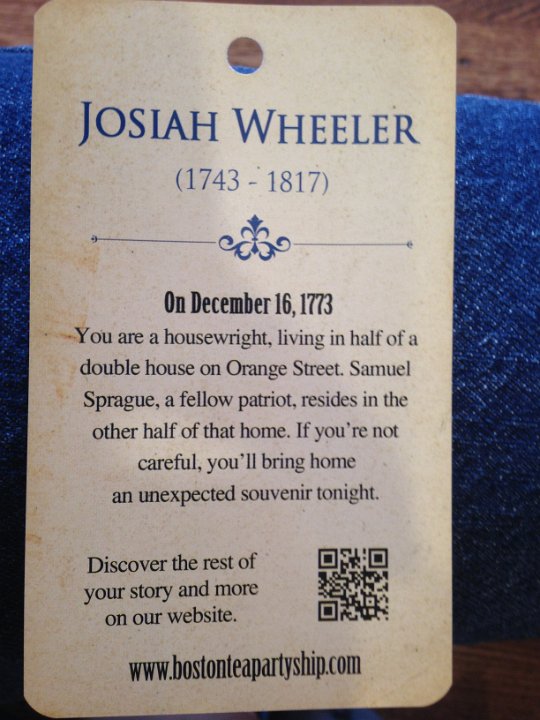 JOSIAH WHEELER
(1743 - 1817)
On December 16, 1773
You are a housewright, living in half of a
double house on Orange Street. Samuel
Sprague, a fellow patriot, resides in the
other half of that home. If you're not
careful, you'll bring home
an unexpected souvenir tonight.
Discover the rest of
your story and more
on our website.
www.bostonteapartyship.com